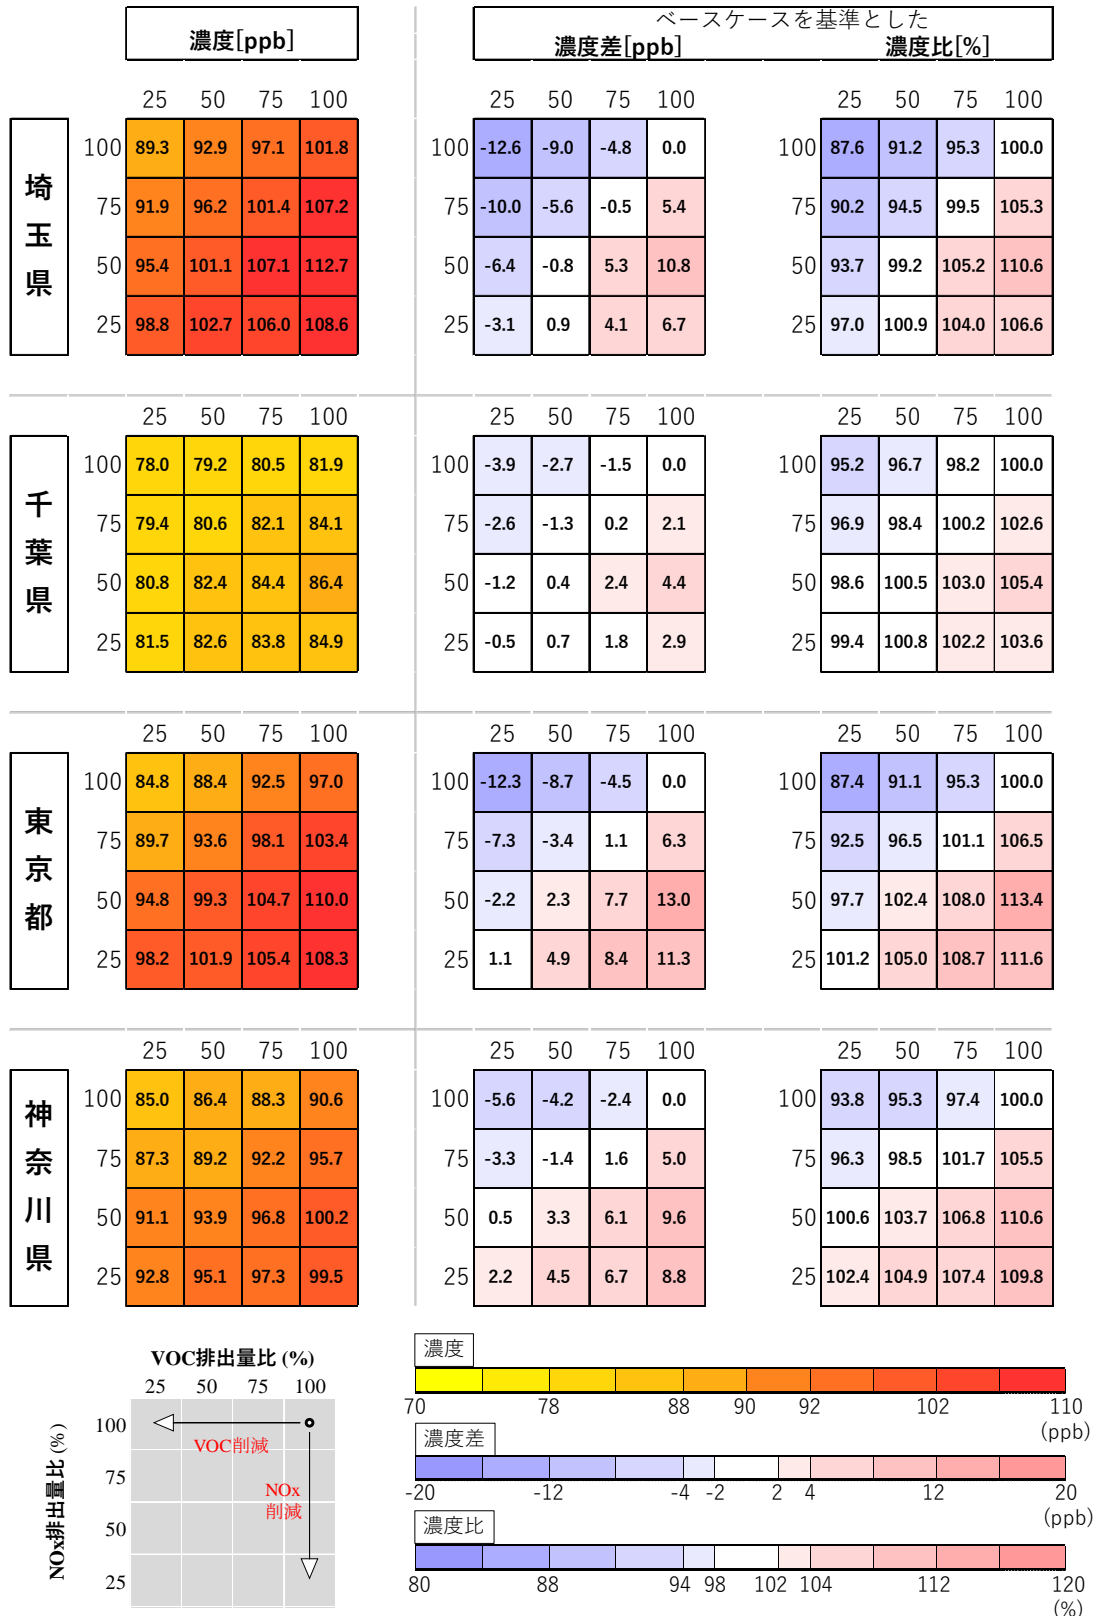 濃度[ppb]
ベースケースを基準とした
濃度差[ppb] 濃度比[%]
埼玉県
25 50 75 100 25 50 75 100 25 50 75 100
100 89.3 92.9 97.1 101.8 100 -12.6 -9.0 -4.8 0.0 100 87.6 91.2 95.3 100.0
75 91.9 96.2 101.4 107.2 75 -10.0 -5.6 -0.5 5.4 75 90.2 94.5 99.5 105.3
50 95.4 101.1 107.1 112.7 50 -6.4 -0.8 5.3 10.8 50 93.7 99.2 105.2 110.6
25 98.8 102.7 106.0 108.6 25 -3.1 0.9 4.1 6.7 25 97.0 100.9 104.0 106.6
千葉県
25 50 75 100 25 50 75 100 25 50 75 100
100 78.0 79.2 80.5 81.9 100 -3.9 -2.7 -1.5 0.0 100 95.2 96.7 98.2 100.0
75 79.4 80.6 82.1 84.1 75 -2.6 -1.3 0.2 2.1 75 96.9 98.4 100.2 102.6
50 80.8 82.4 84.4 86.4 50 -1.2 0.4 2.4 4.4 50 98.6 100.5 103.0 105.4
25 81.5 82.6 83.8 84.9 25 -0.5 0.7 1.8 2.9 25 99.4 100.8 102.2 103.6
東京都
25 50 75 100 25 50 75 100 25 50 75 100
100 84.8 88.4 92.5 97.0 100 -12.3 -8.7 -4.5 0.0 100 87.4 91.1 95.3 100.0
75 89.7 93.6 98.1 103.4 75 -7.3 -3.4 1.1 6.3 75 92.5 96.5 101.1 106.5
50 94.8 99.3 104.7 110.0 50 -2.2 2.3 7.7 13.0 50 97.7 102.4 108.0 113.4
25 98.2 101.9 105.4 108.3 25 1.1 4.9 8.4 11.3 25 101.2 105.0 108.7 111.6
神奈川県
25 50 75 100 25 50 75 100 25 50 75 100
100 85.0 86.4 88.3 90.6 100 -5.6 -4.2 -2.4 0.0 100 93.8 95.3 97.4 100.0
75 87.3 89.2 92.2 95.7 75 -3.3 -1.4 1.6 5.0 75 96.3 98.5 101.7 105.5
50 91.1 93.9 96.8 100.2 50 0.5 3.3 6.1 9.6 50 100.6 103.7 106.8 110.6
25 92.8 95.1 97.3 99.5 25 2.2 4.5 6.7 8.8 25 102.4 104.9 107.4 109.8
VOC排出量比 (%)
25 50 75 100
NOx排出量比 (%)
100
75
50
25
VOC削減
NOx
削減
濃度
70 78 88 90 92 102 110
(ppb)
濃度差
-20 -12 -4 -2 2 4 12 20
(ppb)
濃度比
80 88 94 98 102 104 112 120
(%)